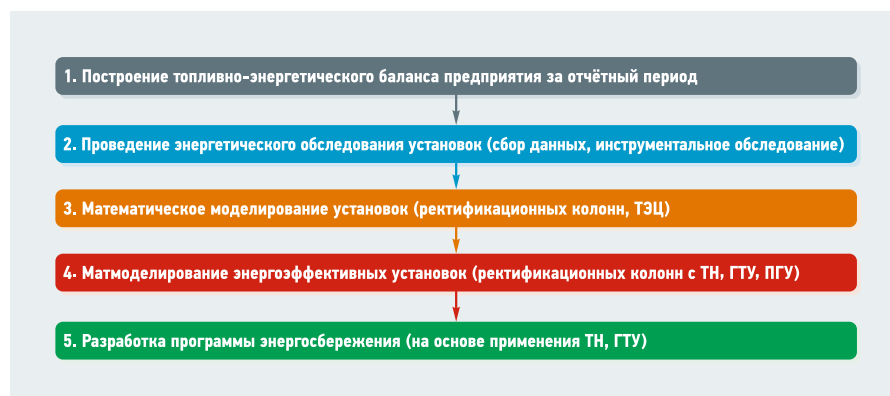 1. Построение топливно-энергетического баланса предприятия за отчётный период
2. Проведение энергетического обследования установок (сбор данных, инструментальное обследование)
3. Математическое моделирование установок (ректификационных колонн, ТЭЦ)
4. Матмоделирование энергоэффективных установок (ректификационных колонн с ТН, ГТУ, ПГУ)
5. Разработка программы энергосбережения (на основе применения ТН, ГТУ)